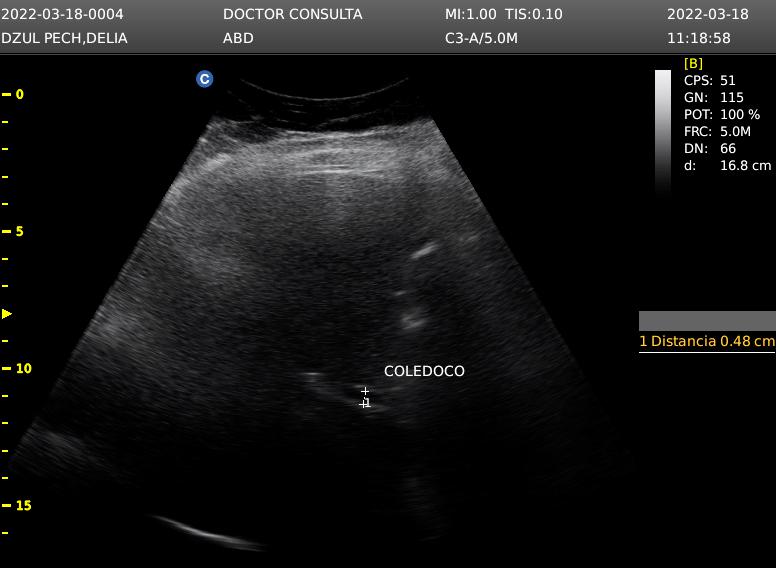 2022-03-18-0004 DOCTOR CONSULTA MI:1.00 TIS:0.10 2022-03-18
DZUL PECH,DELIA ABD C3-A/5.0M 11:18:58
C
[B]
CPS: 51
GN: 115
POT: 100 %
FRC: 5.0M
DN: 66
d: 16.8 cm
0
5
10
15
1 Distancia 0.48 cm
COLEDOCO
1